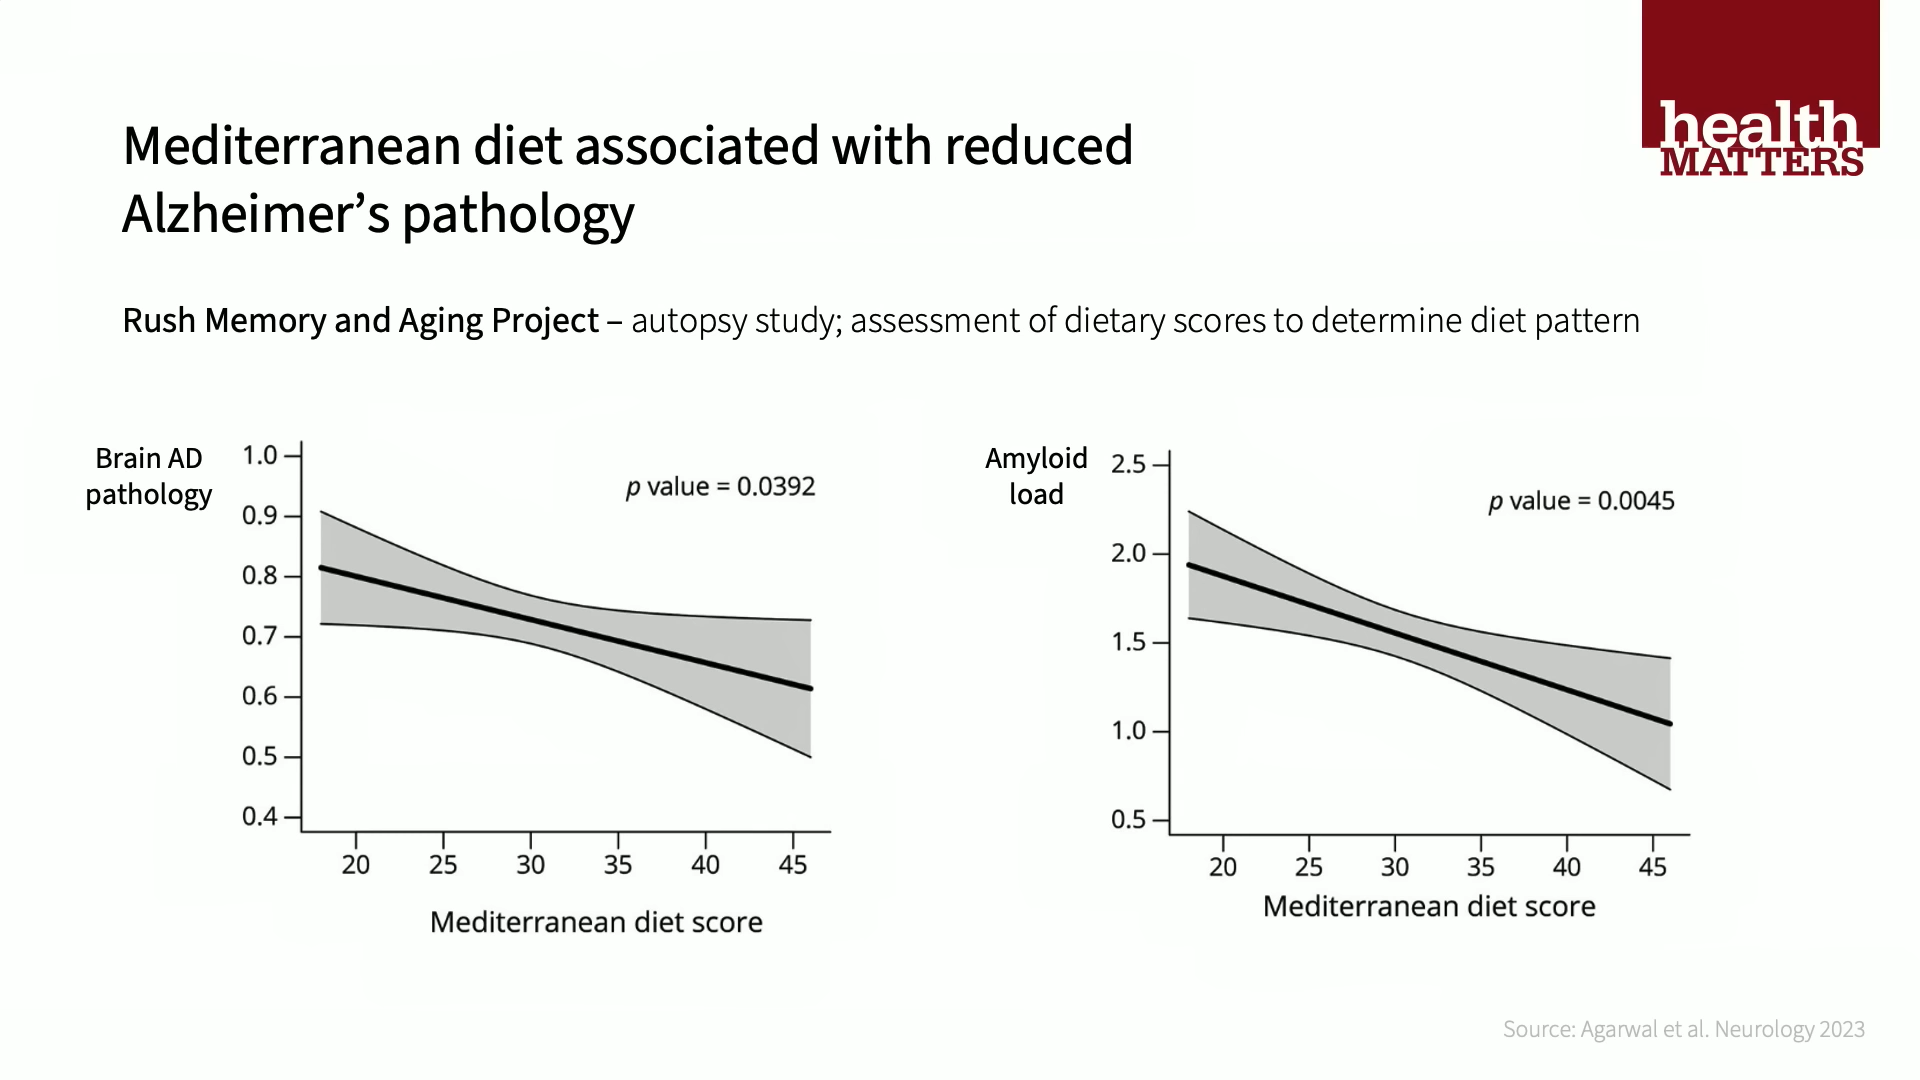 health
MATTERS
Mediterranean diet associated with reduced
Alzheimer’s pathology
Rush Memory and Aging Project – autopsy study; assessment of dietary scores to determine diet pattern
Brain AD
pathology
1.0
0.9
0.8
0.7
0.6
0.5
0.4
p value = 0.0392
20 25 30 35 40 45
Mediterranean diet score
Amyloid
load
2.5
2.0
1.5
1.0
0.5
p value = 0.0045
20 25 30 35 40 45
Mediterranean diet score
Source: Agarwal et al. Neurology 2023